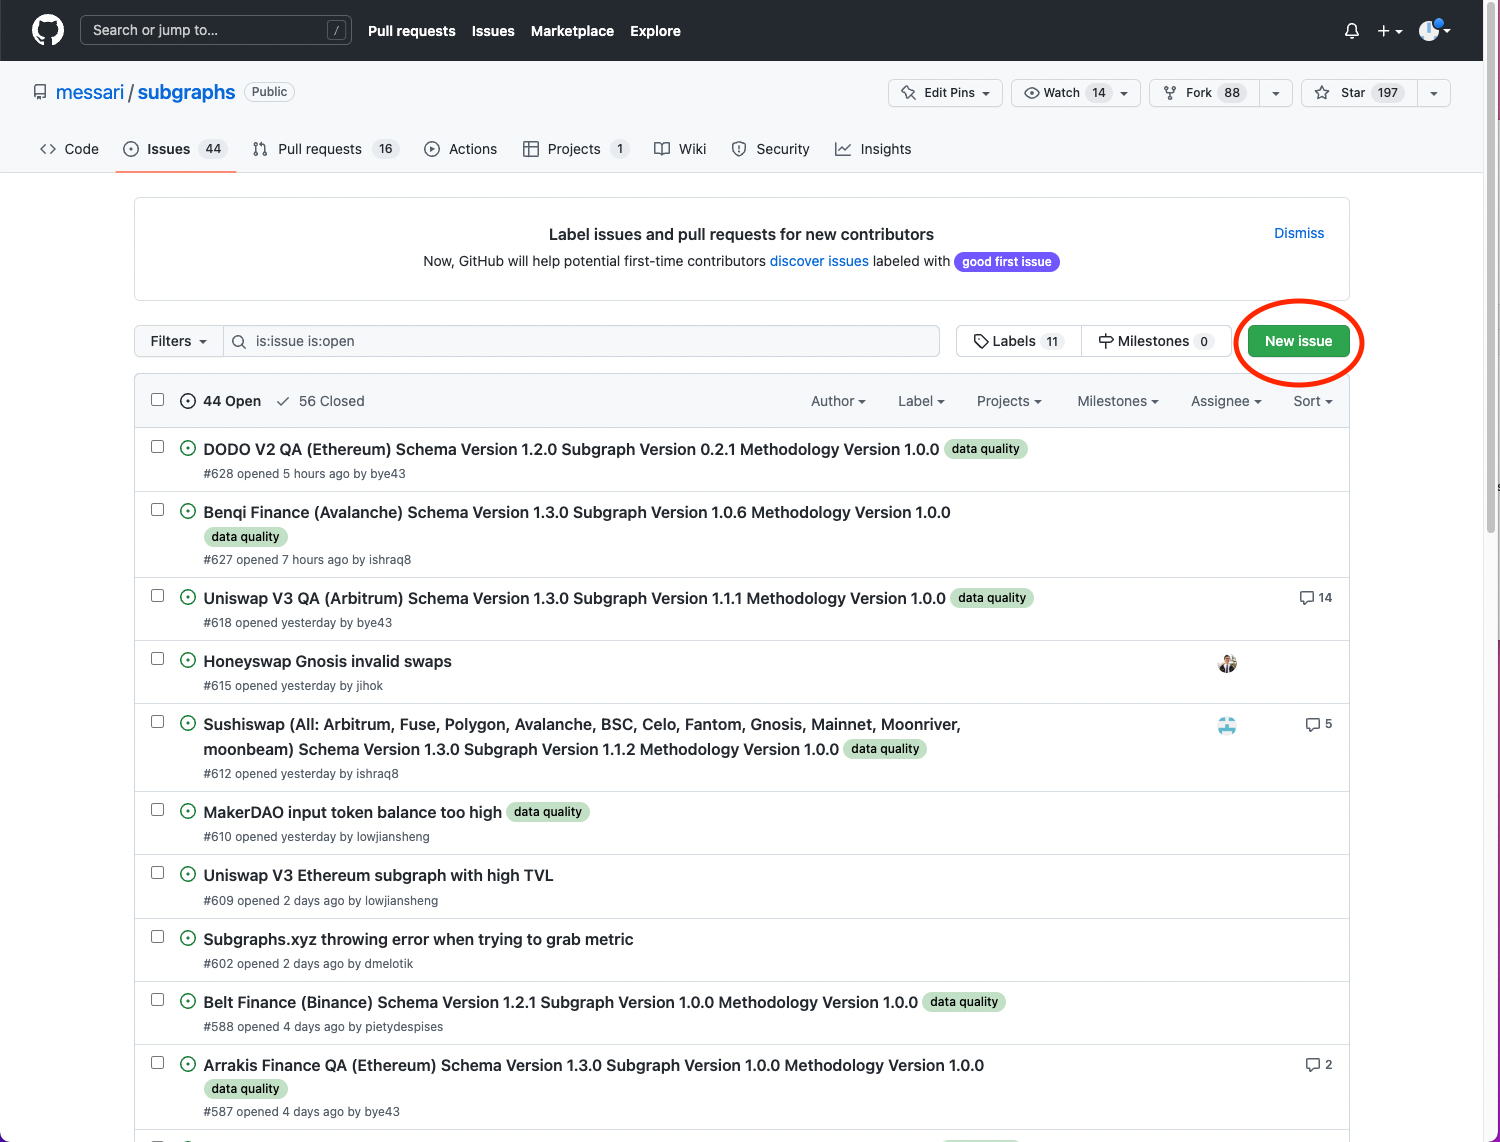 Search or jump to... /
Pull requests Issues Marketplace Explore
messari / subgraphs Public
Edit Pins Watch 14 Fork 88 Star 197
Code Issues 44 Pull requests 16 Actions Projects 1 Wiki Security Insights
Label issues and pull requests for new contributors
Dismiss
Now, GitHub will help potential first-time contributors discover issues labeled with good first issue
Filters is:issue is:open Labels 11 Milestones 0 New issue
44 Open 56 Closed Author Label Projects Milestones Assignee Sort
DODO V2 QA (Ethereum) Schema Version 1.2.0 Subgraph Version 0.2.1 Methodology Version 1.0.0 data quality
#628 opened 5 hours ago by bye43
Benqi Finance (Avalanche) Schema Version 1.3.0 Subgraph Version 1.0.6 Methodology Version 1.0.0
data quality
#627 opened 7 hours ago by ishraq8
Uniswap V3 QA (Arbitrum) Schema Version 1.3.0 Subgraph Version 1.1.1 Methodology Version 1.0.0 data quality 14
#618 opened yesterday by bye43
Honeyswap Gnosis invalid swaps
#615 opened yesterday by jihok
Sushiswap (All: Arbitrum, Fuse, Polygon, Avalanche, BSC, Celo, Fantom, Gnosis, Mainnet, Moonriver, 5
moonbeam) Schema Version 1.3.0 Subgraph Version 1.1.2 Methodology Version 1.0.0 data quality
#612 opened yesterday by ishraq8
MakerDAO input token balance too high data quality
#610 opened yesterday by lowjiansheng
Uniswap V3 Ethereum subgraph with high TVL
#609 opened 2 days ago by lowjiansheng
Subgraphs.xyz throwing error when trying to grab metric
#602 opened 2 days ago by dmelotik
Belt Finance (Binance) Schema Version 1.2.1 Subgraph Version 1.0.0 Methodology Version 1.0.0 data quality
#588 opened 4 days ago by pietydespises
Arrakis Finance QA (Ethereum) Schema Version 1.3.0 Subgraph Version 1.0.0 Methodology Version 1.0.0 2
data quality
#587 opened 4 days ago by bye43